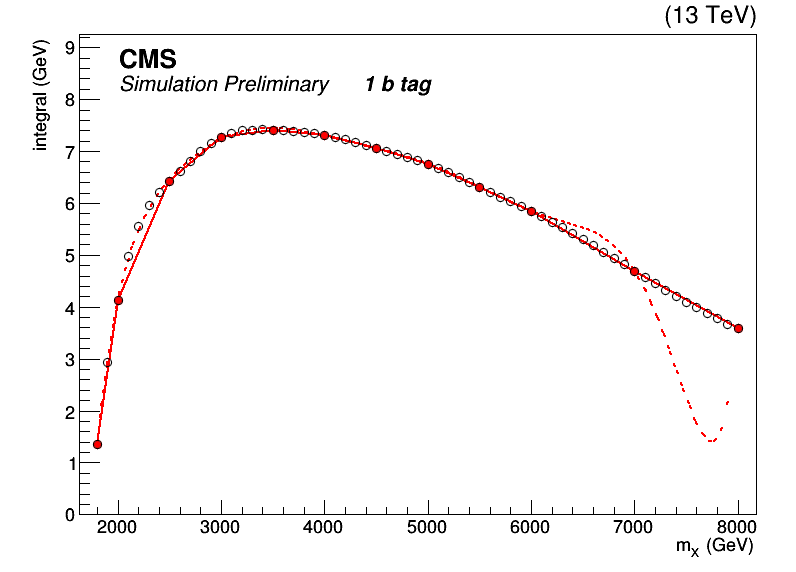 (13 TeV)
integral (GeV)
CMS
Simulation Preliminary 1 b tag
9
8
7
6
5
4
3
2
1
0
2000 3000 4000 5000 6000 7000 8000
mX (GeV)